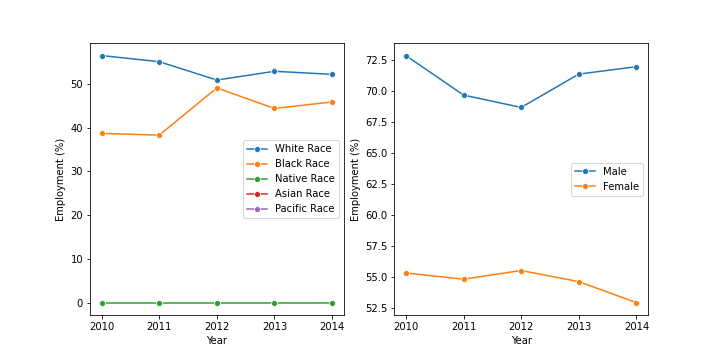 Employment (%)
50
40
30
20
10
0
2010 2011 2012 2013 2014
Year
White Race
Black Race
Native Race
Asian Race
Pacific Race
Employment (%)
72.5
70.0
67.5
65.0
62.5
60.0
57.5
55.0
52.5
2010 2011 2012 2013 2014
Year
Male
Female